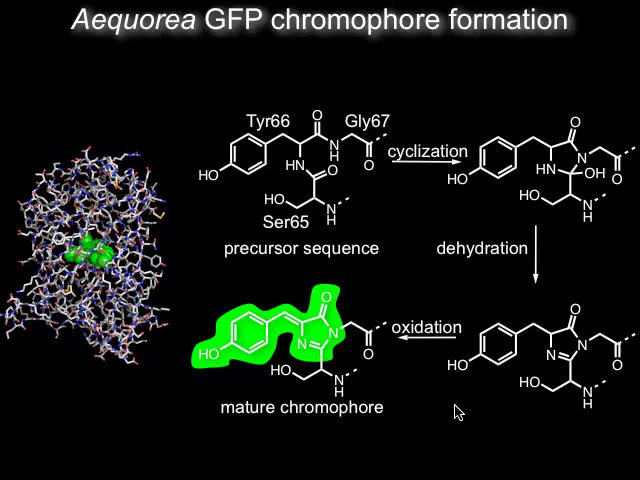 Aequorea GFP chromophore formation
Tyr66
O
Gly67
N
H
O
HN
O
HO
HO
N
H
Ser65
precursor sequence
cyclization
O
N
O
HN
OH
HO
HO
N
H
dehydration
O
N
O
N
HO
HO
N
H
oxidation
O
N
O
N
HO
HO
N
H
mature chromophore